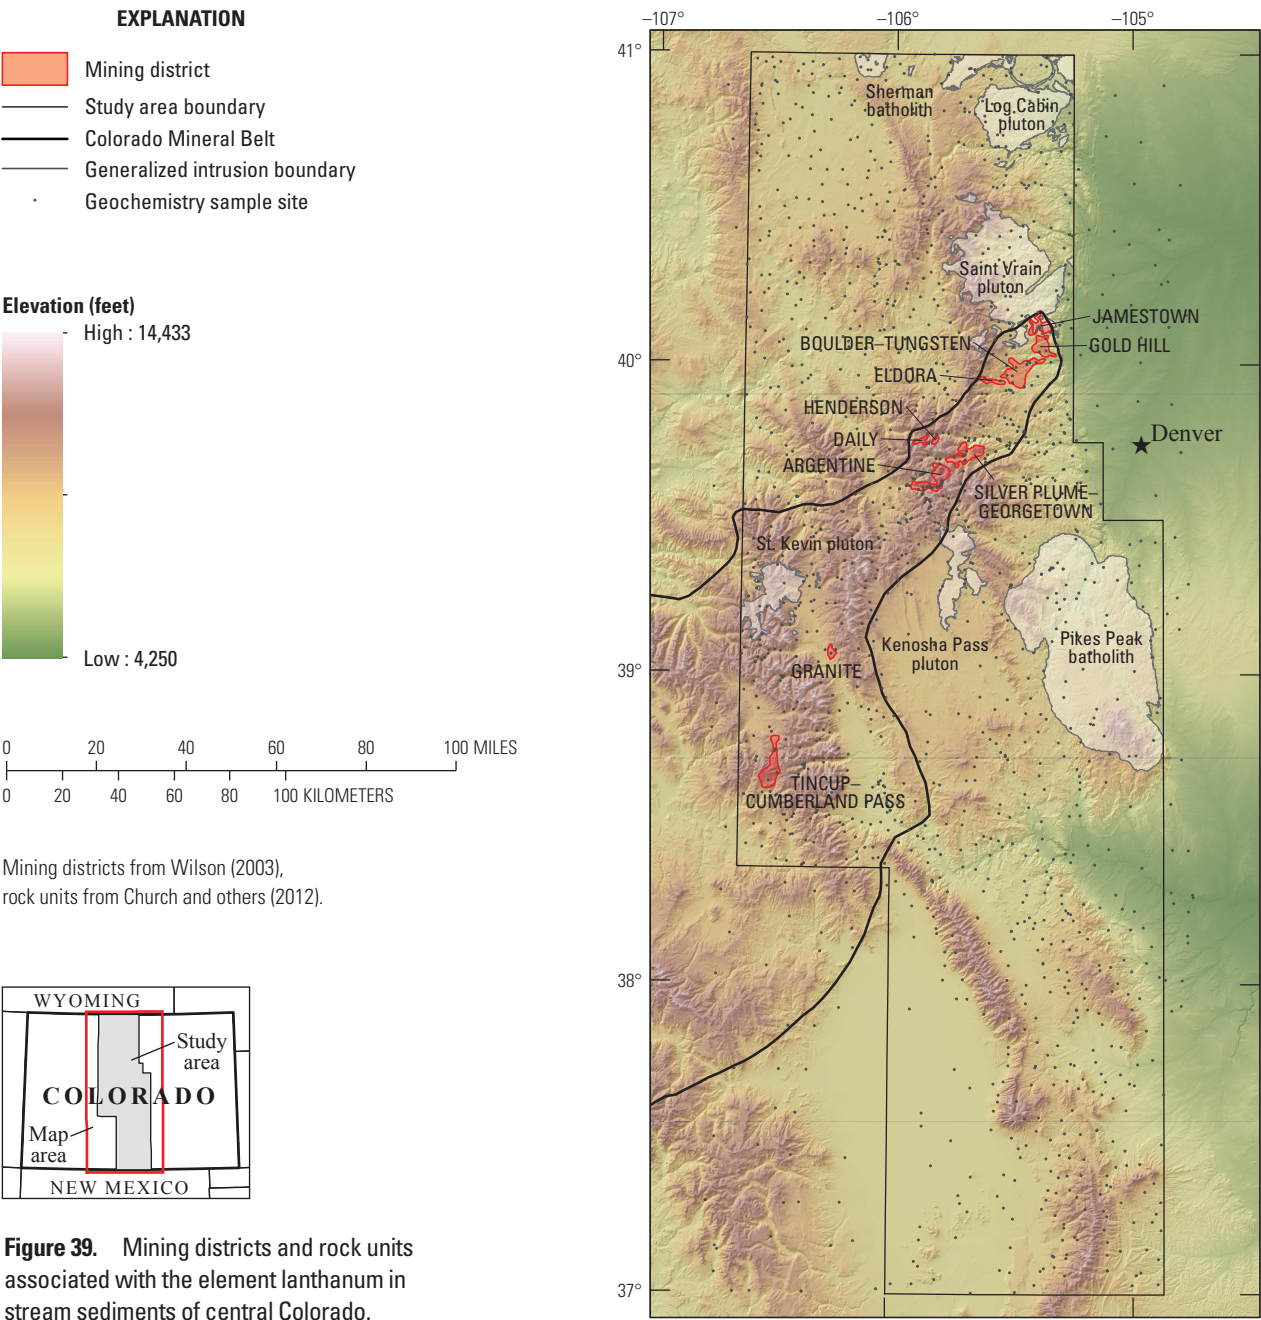 EXPLANATION
Mining district
Study area boundary
Colorado Mineral Belt
Generalized intrusion boundary
Geochemistry sample site
Elevation (feet)
High : 14,433
Low : 4,250
0 20 40 60 80 100 MILES
0 20 40 60 80 100 KILOMETERS
Mining districts from Wilson (2003),
rock units from Church and others (2012).
WYOMING
Study
area
COLORADO
Map
area
NEW MEXICO
Figure 39. Mining districts and rock units
associated with the element lanthanum in
stream sediments of central Colorado.
–107° –106° –105°
41°
40°
39°
38°
37°
Sherman
batholith
Log Cabin
pluton
Saint Vrain
pluton
JAMESTOWN
BOULDER–TUNGSTEN
GOLD HILL
ELDORA
HENDERSON
DAILY
Denver
ARGENTINE
SILVER PLUME–
GEORGETOWN
St. Kevin pluton
Kenosha Pass
pluton
Pikes Peak
batholith
GRANITE
TINCUP–
CUMBERLAND PASS